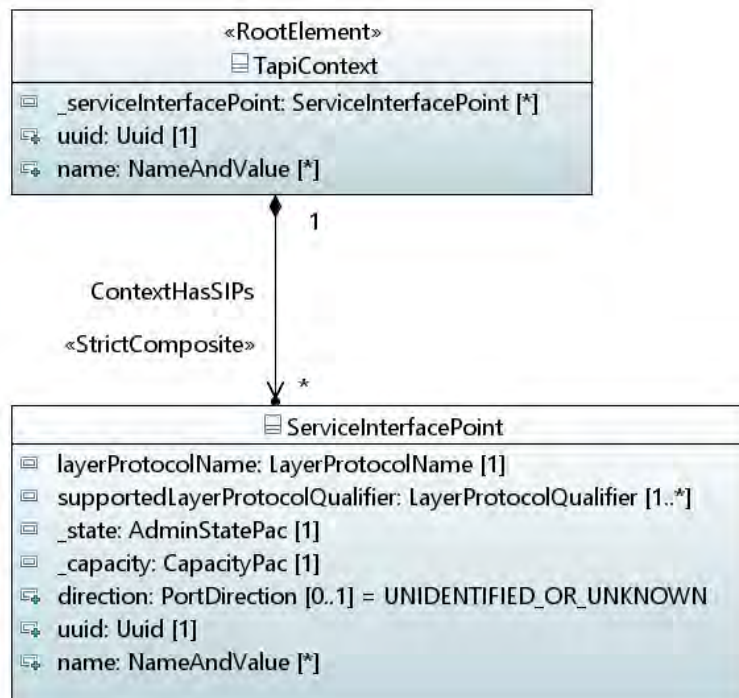 «RootElement»
TapiContext
_serviceInterfacePoint: ServiceInterfacePoint [*]
uuid: Uuid [1]
name: NameAndValue [*]
1
ContextHasSIPs
«StrictComposite»
*
ServiceInterfacePoint
layerProtocolName: LayerProtocolName [1]
supportedLayerProtocolQualifier: LayerProtocolQualifier [1..*]
_state: AdminStatePac [1]
_capacity: CapacityPac [1]
direction: PortDirection [0..1] = UNIDENTIFIED_OR_UNKNOWN
uuid: Uuid [1]
name: NameAndValue [*]